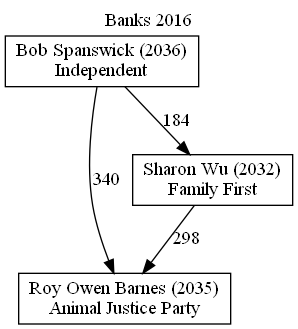 Banks 2016
Bob Spanswick (2036)
Independent
184
340
Sharon Wu (2032)
Family First
298
Roy Owen Barnes (2035)
Animal Justice Party